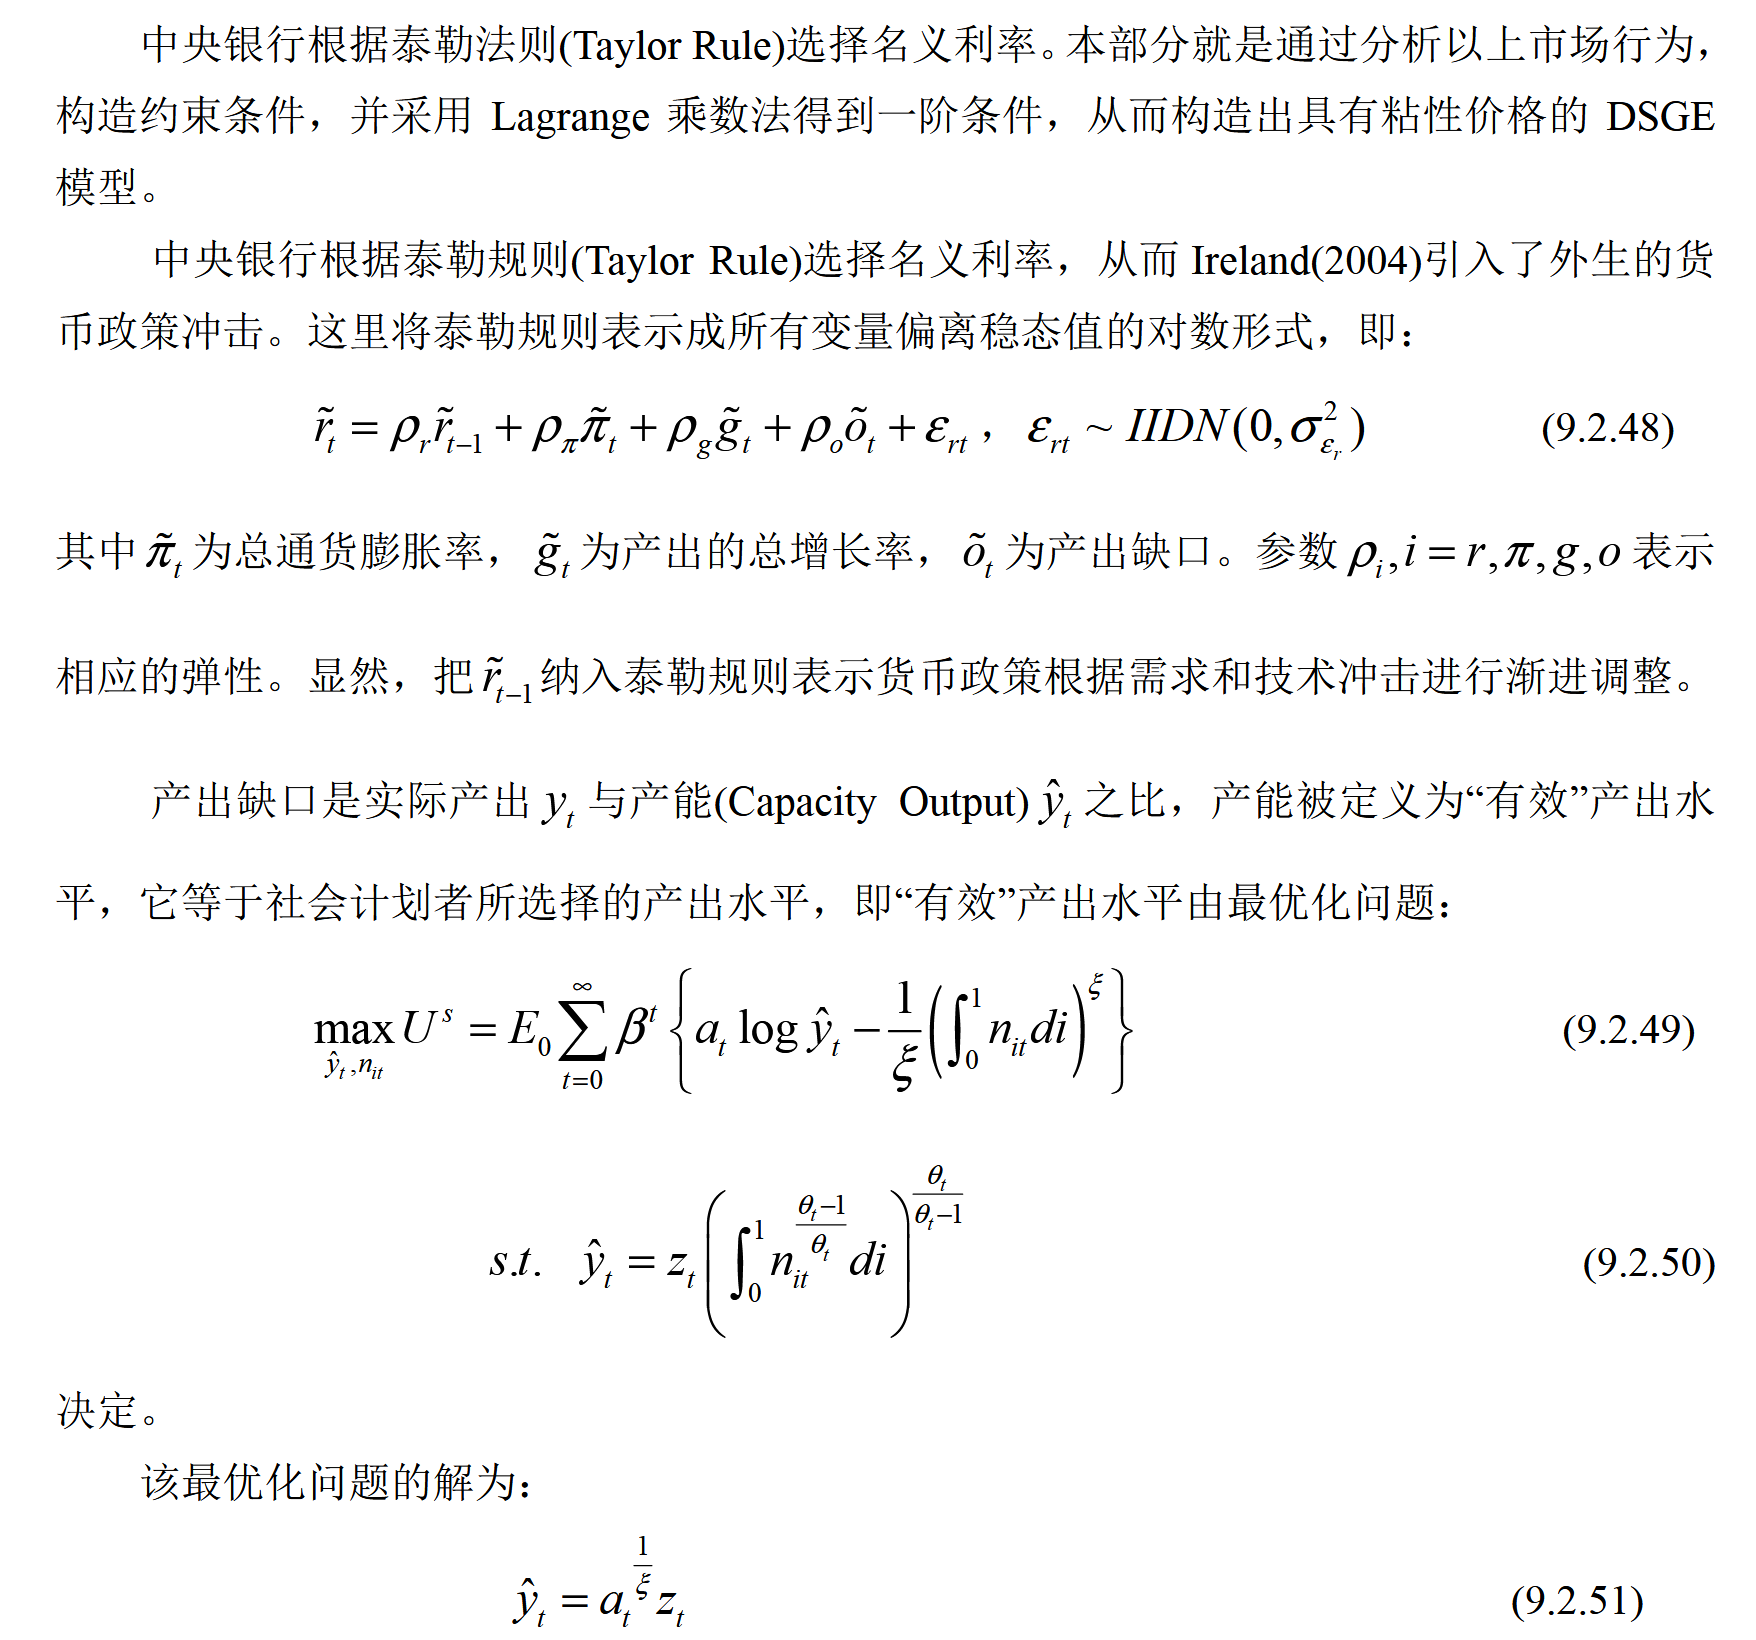 中央银行根据泰勒法则(Taylor Rule)选择名义利率。本部分就是通过分析以上市场行为，
构造约束条件，并采用 Lagrange 乘数法得到一阶条件，从而构造出具有粘性价格的 DSGE
模型。
中央银行根据泰勒规则(Taylor Rule)选择名义利率，从而 Ireland(2004)引入了外生的货
币政策冲击。这里将泰勒规则表示成所有变量偏离稳态值的对数形式，即：
$\tilde{r}_t = \rho_r \tilde{r}_{t-1} + \rho_\pi \tilde{\pi}_t + \rho_g \tilde{g}_t + \rho_o \tilde{o}_t + \varepsilon_{rt}$，$\varepsilon_{rt} \sim IIDN(0, \sigma_{\varepsilon_r}^2)$ (9.2.48)
其中 $\tilde{\pi}_t$ 为总通货膨胀率，$\tilde{g}_t$ 为产出的总增长率，$\tilde{o}_t$ 为产出缺口。参数 $\rho_i, i = r, \pi, g, o$ 表示
相应的弹性。显然，把 $\tilde{r}_{t-1}$ 纳入泰勒规则表示货币政策根据需求和技术冲击进行渐进调整。
产出缺口是实际产出 $y_t$ 与产能(Capacity Output) $\hat{y}_t$ 之比，产能被定义为“有效”产出水
平，它等于社会计划者所选择的产出水平，即“有效”产出水平由最优化问题：
$\max_{\hat{y}_t, n_{it}} U^s = E_0 \sum_{t=0}^{\infty} \beta^t \left\{ a_t \log \hat{y}_t - \frac{1}{\xi} \left( \int_0^1 n_{it} di \right)^\xi \right\}$ (9.2.49)
$s.t. \quad \hat{y}_t = z_t \left( \int_0^1 n_{it}^{\frac{\theta_t - 1}{\theta_t}} di \right)^{\frac{\theta_t}{\theta_t - 1}}$ (9.2.50)
决定。
该最优化问题的解为：
$\hat{y}_t = a_t^{\frac{1}{\xi}} z_t$ (9.2.51)